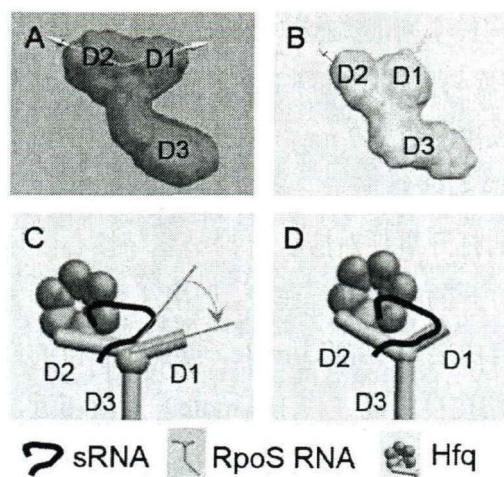 A
D2 D1
D3
B
D2 D1
D3
C
D2
D1
D3
D
D2
D1
D3
sRNA RpoS RNA Hfq